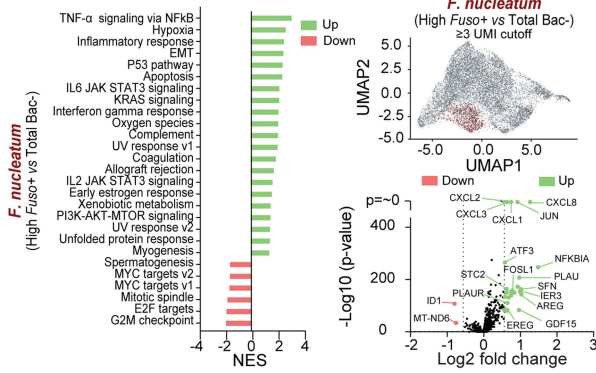 F. nucleatum
(High Fuso+ vs Total Bac-)
TNF-α signaling via NFkB
Hypoxia
Inflammatory response
EMT
P53 pathway
Apoptosis
IL6 JAK STAT3 signaling
KRAS signaling
Interferon gamma response
Oxygen species
Complement
UV response v1
Coagulation
Allograft rejection
IL2 JAK STAT3 signaling
Early estrogen response
Xenobiotic metabolism
PI3K-AKT-MTOR signaling
UV response v2
Unfolded protein response
Myogenesis
Spermatogenesis
MYC targets v2
MYC targets v1
Mitotic spindle
E2F targets
G2M checkpoint
Up
Down
-4 -2 0 2 4
NES
F. nucleatum
(High Fuso+ vs Total Bac-)
≥3 UMI cutoff
UMAP2
5.0
2.5
0
-2.5
-5.0
-5.0 0 5.0
UMAP1
Down Up
-Log10 (p-value)
p=~0
400
200
0
CXCL2
CXCL8
CXCL3
CXCL1
JUN
ATF3
NFKBIA
FOSL1
STC2
PLAU
SFN
PLAUR
IER3
ID1
AREG
MT-ND6
EREG
GDF15
-2 -1 0 1 2 3
Log2 fold change